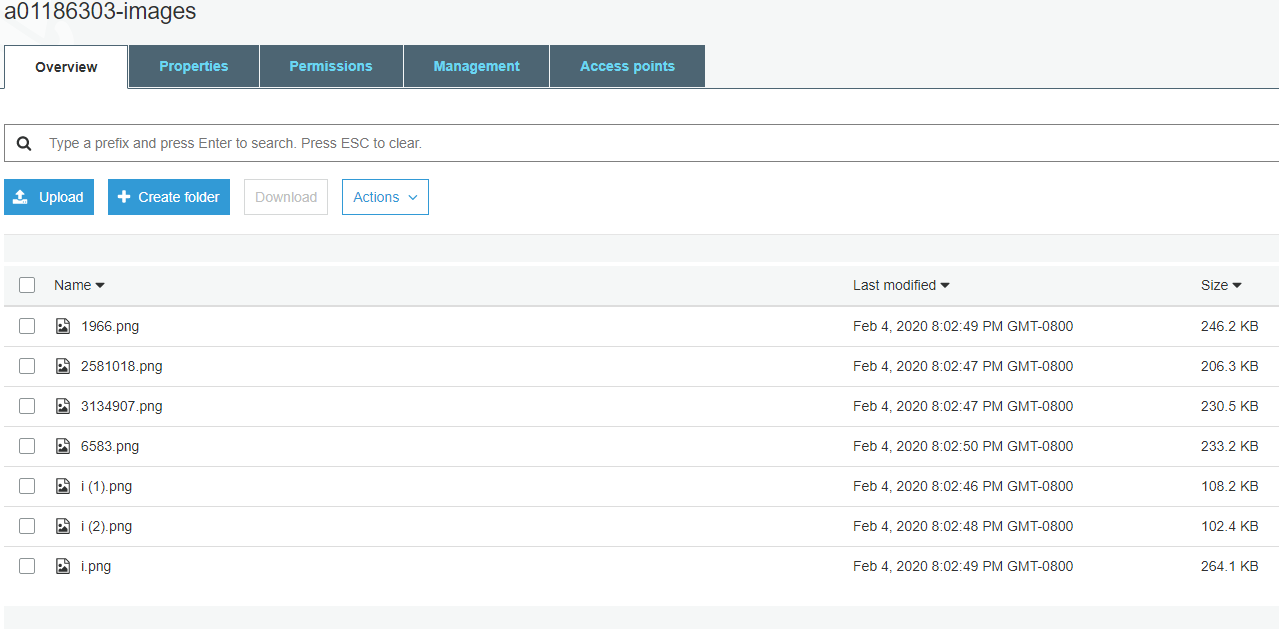 a01186303-images
Overview Properties Permissions Management Access points
Type a prefix and press Enter to search. Press ESC to clear.
Upload Create folder Download Actions
Name Last modified Size
1966.png Feb 4, 2020 8:02:49 PM GMT-0800 246.2 KB
2581018.png Feb 4, 2020 8:02:47 PM GMT-0800 206.3 KB
3134907.png Feb 4, 2020 8:02:47 PM GMT-0800 230.5 KB
6583.png Feb 4, 2020 8:02:50 PM GMT-0800 233.2 KB
i (1).png Feb 4, 2020 8:02:46 PM GMT-0800 108.2 KB
i (2).png Feb 4, 2020 8:02:48 PM GMT-0800 102.4 KB
i.png Feb 4, 2020 8:02:49 PM GMT-0800 264.1 KB